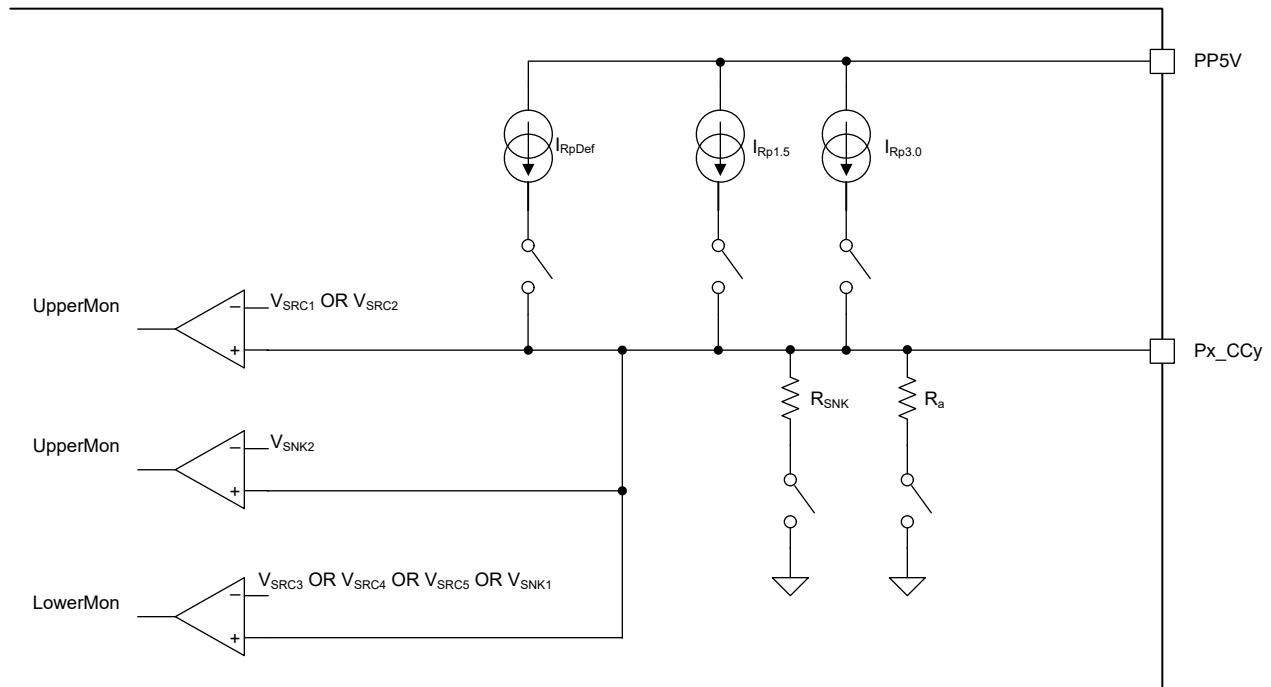 PP5V
I_RpDef
I_Rp1.5
I_Rp3.0
UpperMon
−
V_SRC1 OR V_SRC2
+
Px_CCy
R_SNK
R_a
UpperMon
−
V_SNK2
+
V_SRC3 OR V_SRC4 OR V_SRC5 OR V_SNK1
−
LowerMon
+